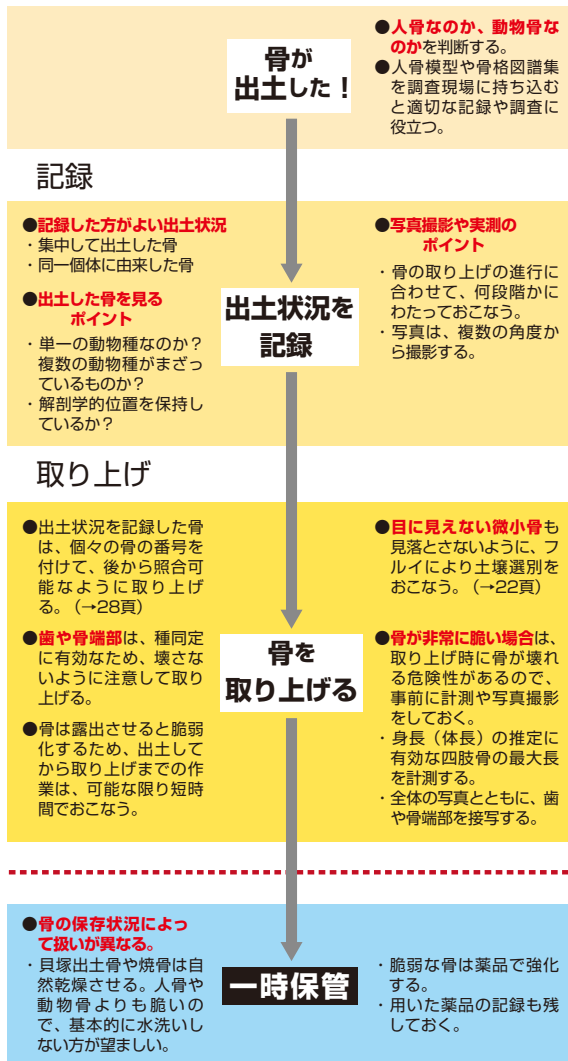 骨が
出土した！
●人骨なのか、動物骨な
のかを判断する。
●人骨模型や骨格図譜集
を調査現場に持ち込む
と適切な記録や調査に
役立つ。
記録
●記録した方がよい出土状況
・集中して出土した骨
・同一個体に由来した骨
●出土した骨を見る
ポイント
・単一の動物種なのか？
複数の動物種がまざっ
ているものか？
・解剖学的位置を保持し
ているか？
出土状況を
記録
●写真撮影や実測の
ポイント
・骨の取り上げの進行に
合わせて、何段階かに
わたっておこなう。
・写真は、複数の角度か
ら撮影する。
取り上げ
●出土状況を記録した骨
は、個々の骨の番号を
付けて、後から照合可
能なように取り上げ
る。（→28頁）
●歯や骨端部は、種同定
に有効なため、壊さな
いように注意して取り
上げる。
●骨は露出させると脆弱
化するため、出土して
から取り上げまでの作
業は、可能な限り短時
間でおこなう。
骨を
取り上げる
●目に見えない微小骨も
見落とさないように、フ
ルイにより土壌選別を
おこなう。（→22頁）
●骨が非常に脆い場合は、
取り上げ時に骨が壊れ
る危険性があるので、
事前に計測や写真撮影
をしておく。
・身長（体長）の推定に
有効な四肢骨の最大長
を計測する。
・全体の写真とともに、歯
や骨端部を接写する。
●骨の保存状況によっ
て扱いが異なる。
・貝塚出土骨や焼骨は自
然乾燥させる。人骨や
動物骨よりも脆いの
で、基本的に水洗いし
ない方が望ましい。
一時保管
・脆弱な骨は薬品で強化
する。
・用いた薬品の記録も残
しておく。